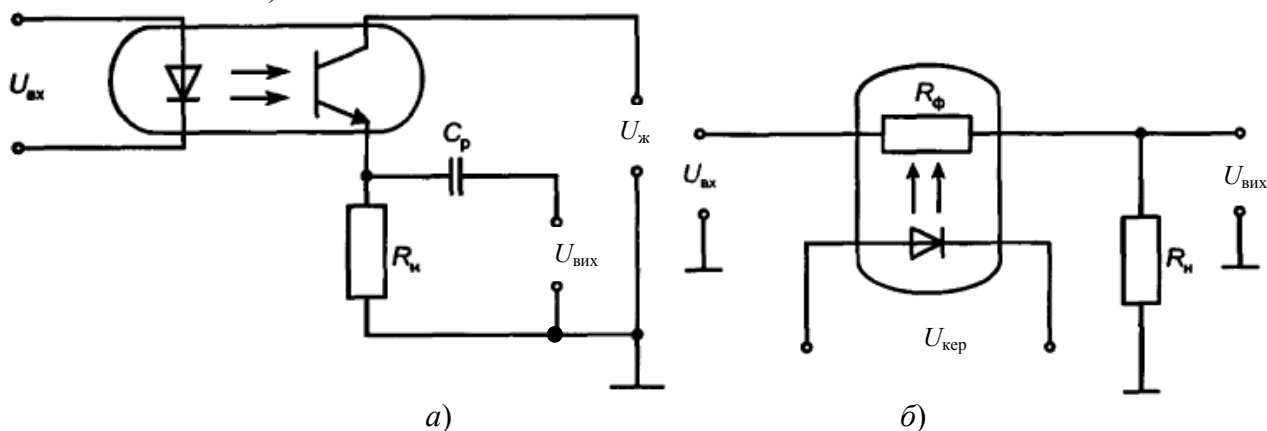 U_вх
C_р
R_н
U_вих
U_ж
а)
R_ф
U_вх
U_вих
R_н
U_кер
б)